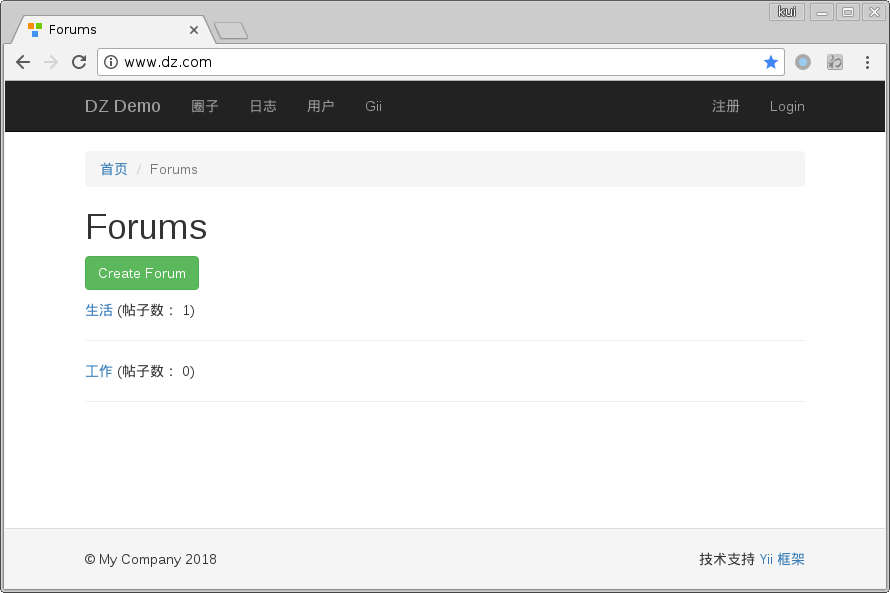 kui
Forums
www.dz.com
DZ Demo 圈子 日志 用户 Gii 注册 Login
首页 / Forums
Forums
Create Forum
生活 (帖子数： 1)
工作 (帖子数： 0)
© My Company 2018 技术支持 Yii 框架